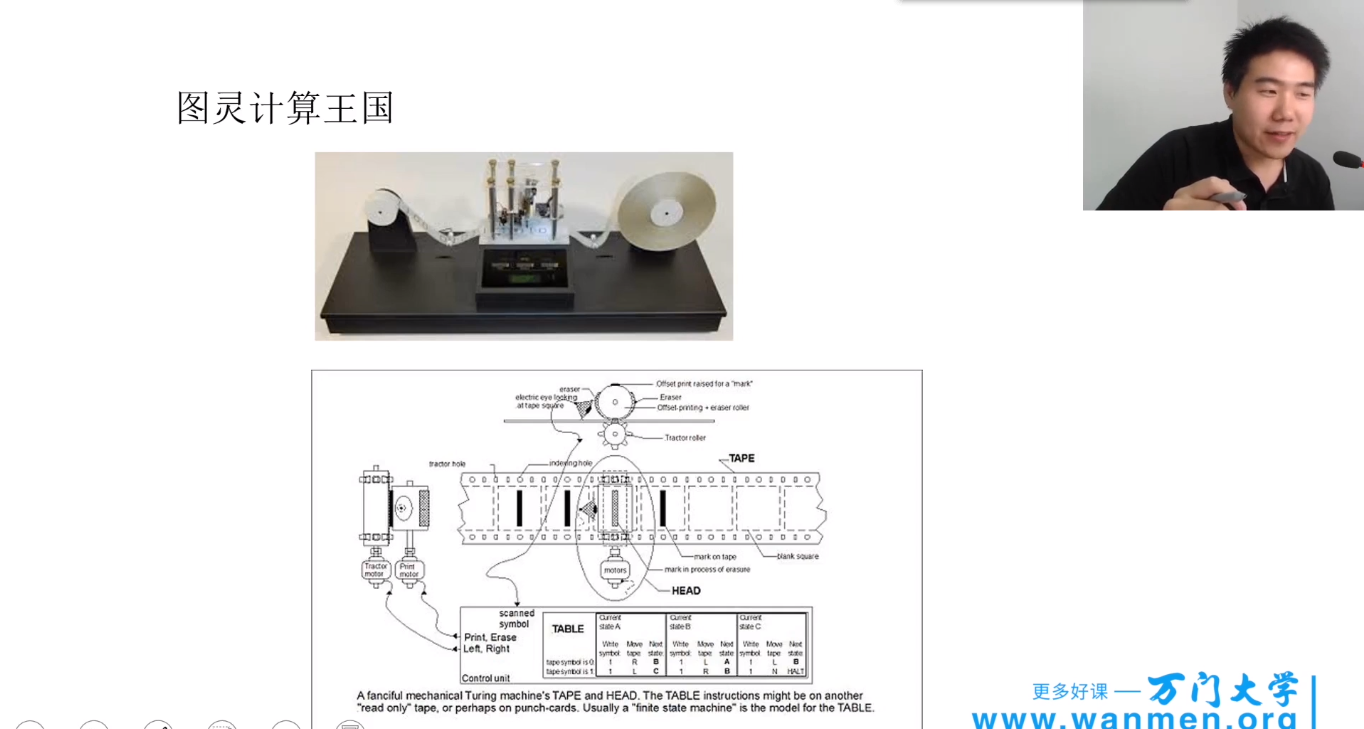 图灵计算王国
Offset print raised for a "mark"
eraser
Eraser
electric eye looking
at tape square
Offset-printing + eraser roller
Tractor roller
TAPE
tractor hole
indexing hole
mark on tape
blank square
Tractor
motor
Print
motor
motors
mark in process of erasure
HEAD
scanned
symbol
Print, Erase
Left, Right
Control unit
TABLE
Current
state A
Current
state B
Current
state C
Write Move Next Write Move Next Write Move Next
symbol: tape: state: symbol: tape: state: symbol: tape: state:
tape symbol is 0: 1 R B 1 L A 1 L B
tape symbol is 1: 1 L C 1 R B 1 N HALT
A fanciful mechanical Turing machine's TAPE and HEAD. The TABLE instructions might be on another
"read only" tape, or perhaps on punch-cards. Usually a "finite state machine" is the model for the TABLE.
更多好课 — 万门大学
www.wanmen.org